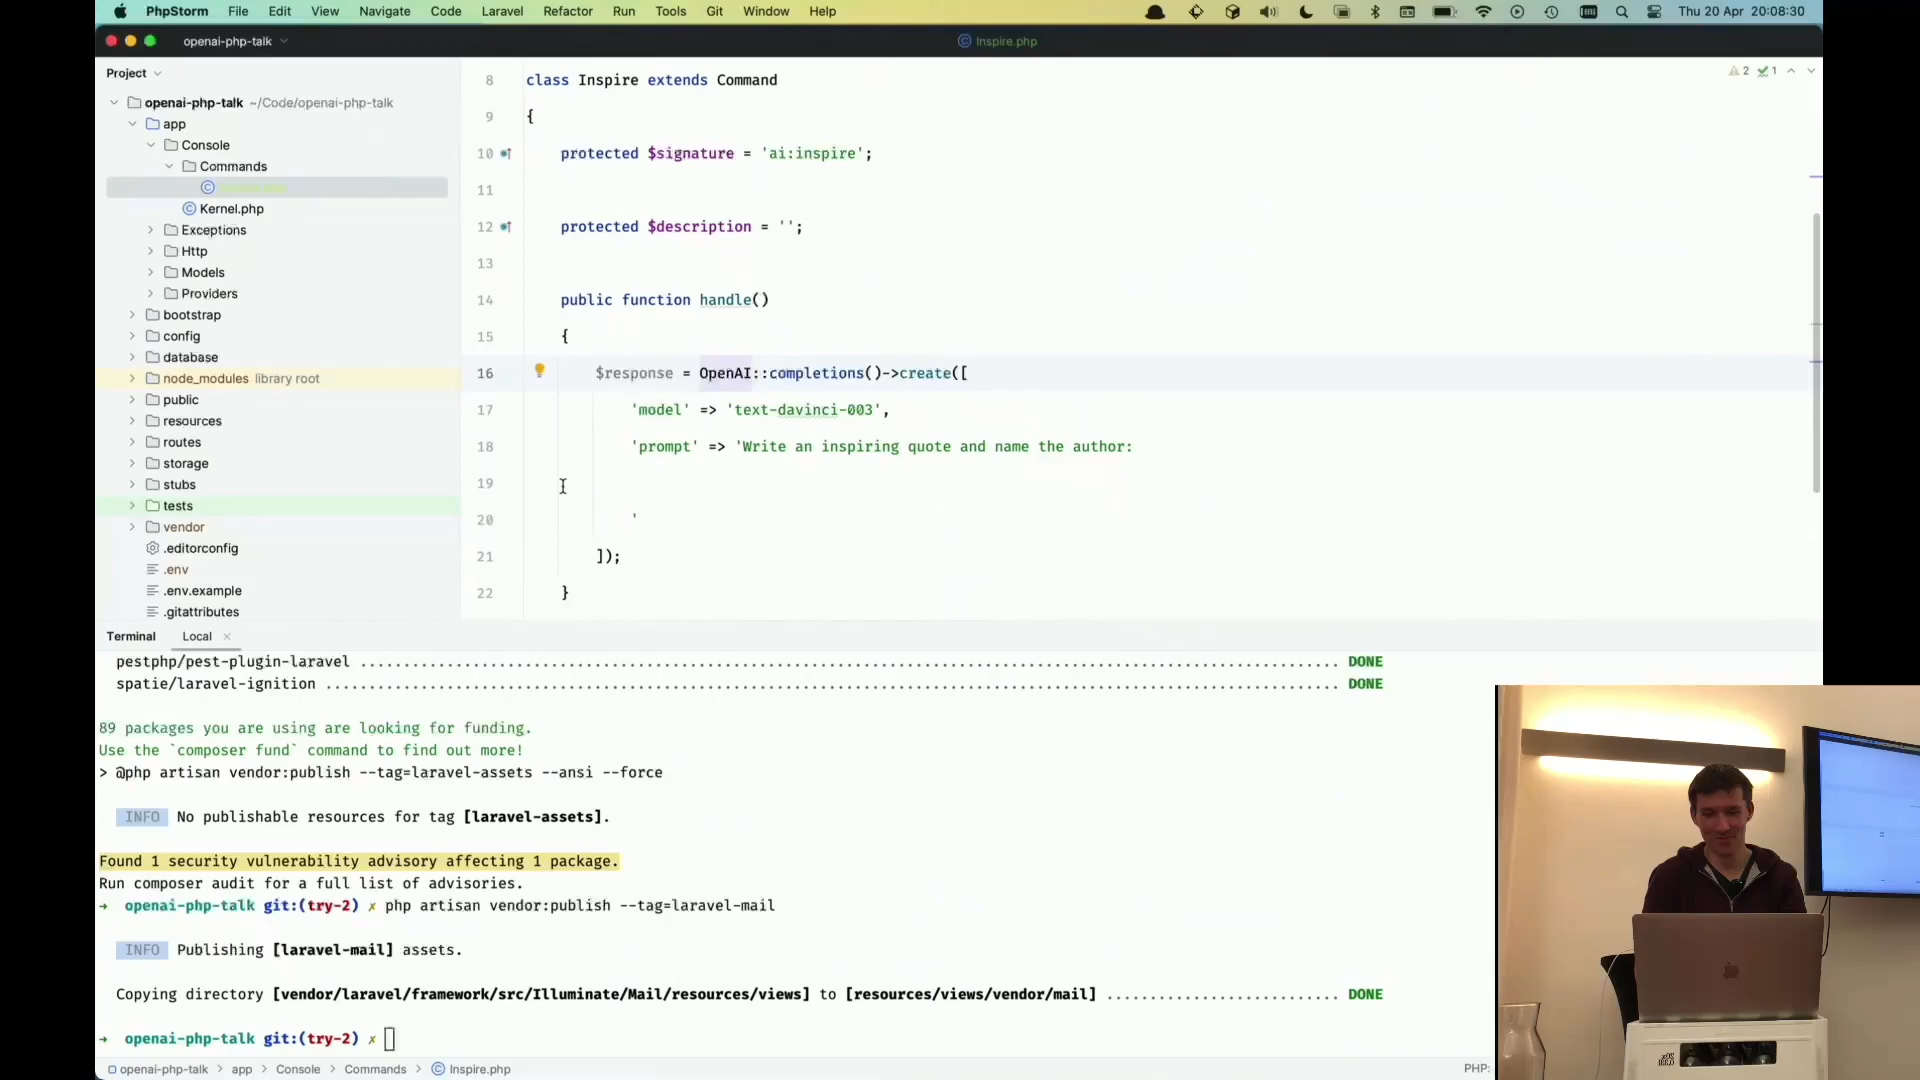 PhpStorm File Edit View Navigate Code Laravel Refactor Run Tools Git Window Help Thu 20 Apr 20:08:30
openai-php-talk Inspire.php
Project
openai-php-talk ~/Code/openai-php-talk
app
Console
Commands
Kernel.php
Exceptions
Http
Models
Providers
bootstrap
config
database
node_modules library root
public
resources
routes
storage
stubs
tests
vendor
.editorconfig
.env
.env.example
.gitattributes
2 1
8 class Inspire extends Command
9 {
10 protected $signature = 'ai:inspire';
11
12 protected $description = '';
13
14 public function handle()
15 {
16 $response = OpenAI::completions()->create([
17 'model' => 'text-davinci-003',
18 'prompt' => 'Write an inspiring quote and name the author:
19
20 '
21 ]);
22 }
Terminal Local
pestphp/pest-plugin-laravel ................................................................................................................. DONE
spatie/laravel-ignition ..................................................................................................................... DONE
89 packages you are using are looking for funding.
Use the `composer fund` command to find out more!
> @php artisan vendor:publish --tag=laravel-assets --ansi --force
INFO No publishable resources for tag [laravel-assets].
Found 1 security vulnerability advisory affecting 1 package.
Run composer audit for a full list of advisories.
→ openai-php-talk git:(try-2) ✗ php artisan vendor:publish --tag=laravel-mail
INFO Publishing [laravel-mail] assets.
Copying directory [vendor/laravel/framework/src/Illuminate/Mail/resources/views] to [resources/views/vendor/mail] ........................... DONE
→ openai-php-talk git:(try-2) ✗
openai-php-talk > app > Console > Commands > Inspire.php PHP: